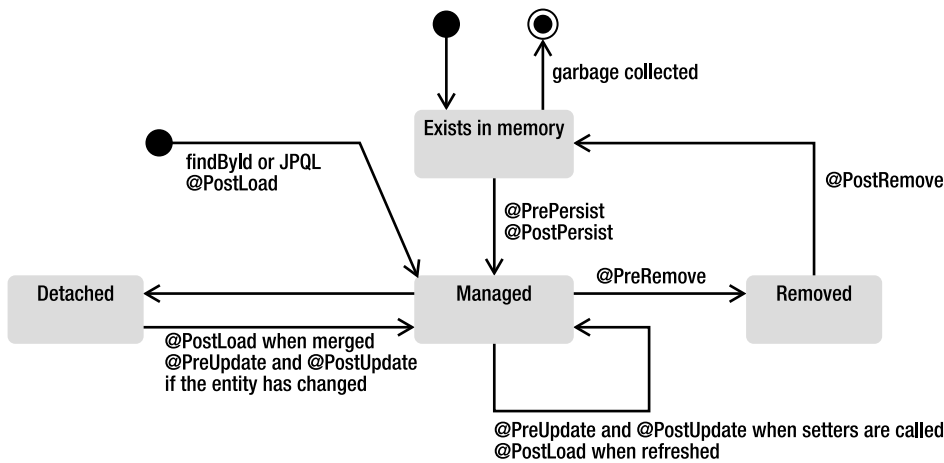 garbage collected
Exists in memory
findById or JPQL
@PostLoad
@PostRemove
@PrePersist
@PostPersist
Detached
Managed
@PreRemove
Removed
@PostLoad when merged
@PreUpdate and @PostUpdate
if the entity has changed
@PreUpdate and @PostUpdate when setters are called
@PostLoad when refreshed